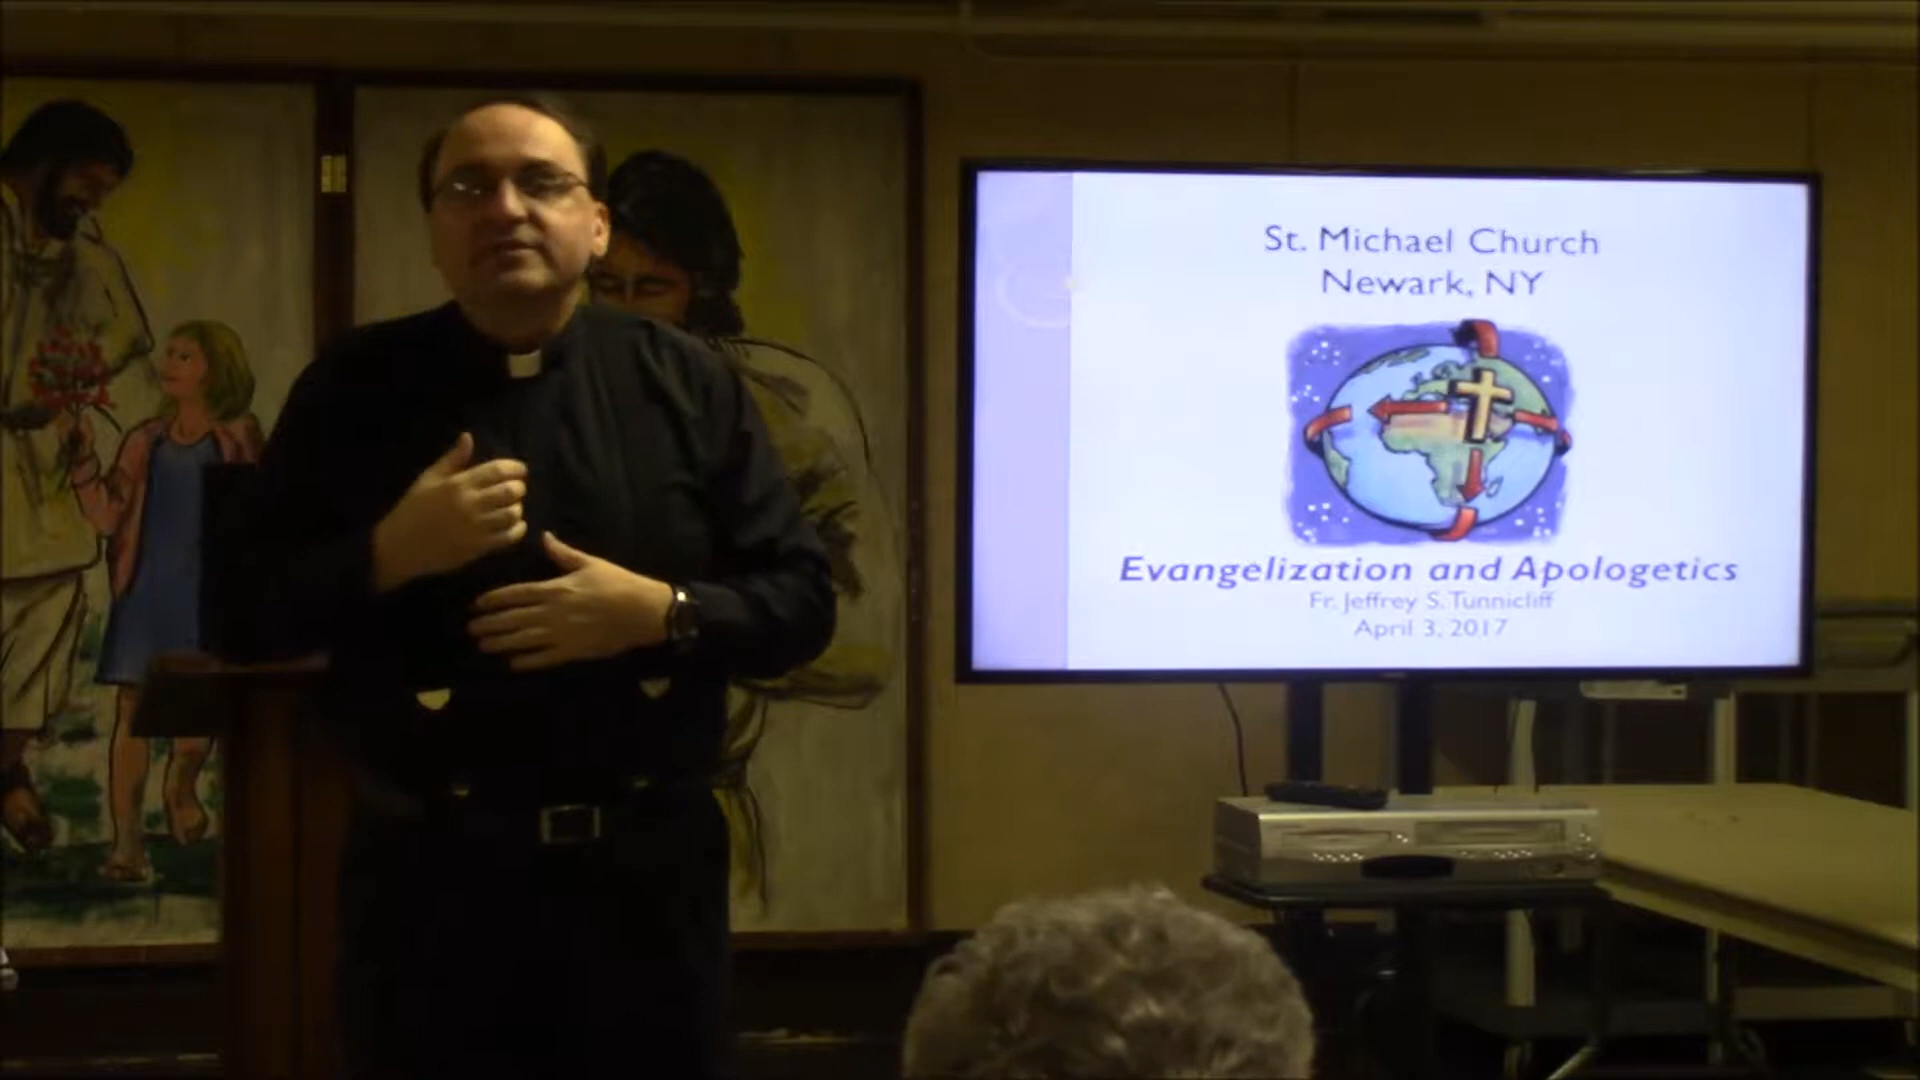 St. Michael Church
Newark, NY
Evangelization and Apologetics
Fr. Jeffrey S. Tunnicliff
April 3, 2017